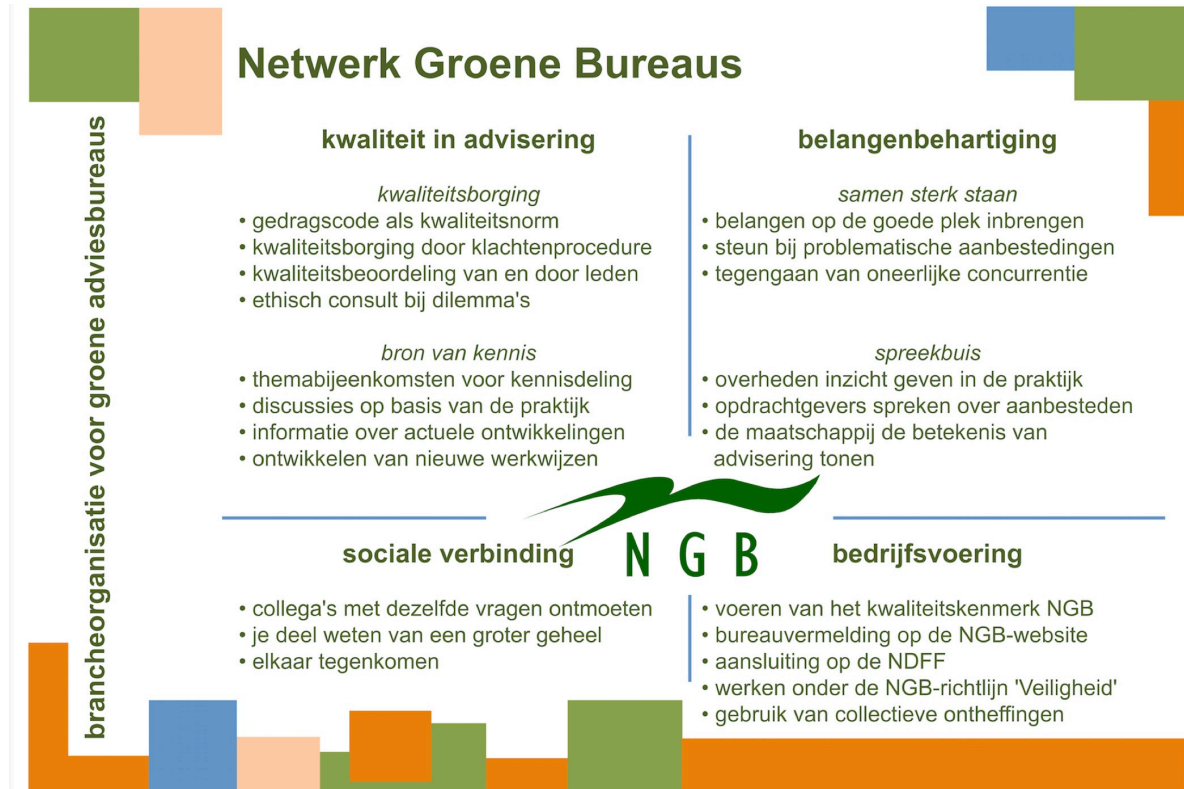 Netwerk Groene Bureaus
brancheorganisatie voor groene adviesbureaus
kwaliteit in advisering
kwaliteitsborging
• gedragscode als kwaliteitsnorm
• kwaliteitsborging door klachtenprocedure
• kwaliteitsbeoordeling van en door leden
• ethisch consult bij dilemma's
bron van kennis
• themabijeenkomsten voor kennisdeling
• discussies op basis van de praktijk
• informatie over actuele ontwikkelingen
• ontwikkelen van nieuwe werkwijzen
belangenbehartiging
samen sterk staan
• belangen op de goede plek inbrengen
• steun bij problematische aanbestedingen
• tegengaan van oneerlijke concurrentie
spreekbuis
• overheden inzicht geven in de praktijk
• opdrachtgevers spreken over aanbesteden
• de maatschappij de betekenis van
advisering tonen
NGB
sociale verbinding
• collega's met dezelfde vragen ontmoeten
• je deel weten van een groter geheel
• elkaar tegenkomen
bedrijfsvoering
• voeren van het kwaliteitskenmerk NGB
• bureauvermelding op de NGB-website
• aansluiting op de NDFF
• werken onder de NGB-richtlijn 'Veiligheid'
• gebruik van collectieve ontheffingen